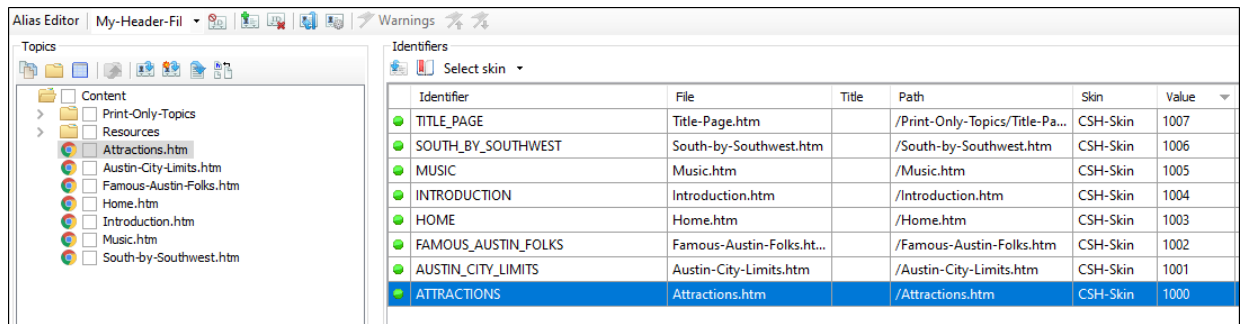 Alias Editor My-Header-Fil Warnings
Topics
Content
Print-Only-Topics
Resources
Attractions.htm
Austin-City-Limits.htm
Famous-Austin-Folks.htm
Home.htm
Introduction.htm
Music.htm
South-by-Southwest.htm
Identifiers
Select skin
Identifier File Title Path Skin Value
TITLE_PAGE Title-Page.htm /Print-Only-Topics/Title-Pa... CSH-Skin 1007
SOUTH_BY_SOUTHWEST South-by-Southwest.htm /South-by-Southwest.htm CSH-Skin 1006
MUSIC Music.htm /Music.htm CSH-Skin 1005
INTRODUCTION Introduction.htm /Introduction.htm CSH-Skin 1004
HOME Home.htm /Home.htm CSH-Skin 1003
FAMOUS_AUSTIN_FOLKS Famous-Austin-Folks.ht... /Famous-Austin-Folks.htm CSH-Skin 1002
AUSTIN_CITY_LIMITS Austin-City-Limits.htm /Austin-City-Limits.htm CSH-Skin 1001
ATTRACTIONS Attractions.htm /Attractions.htm CSH-Skin 1000